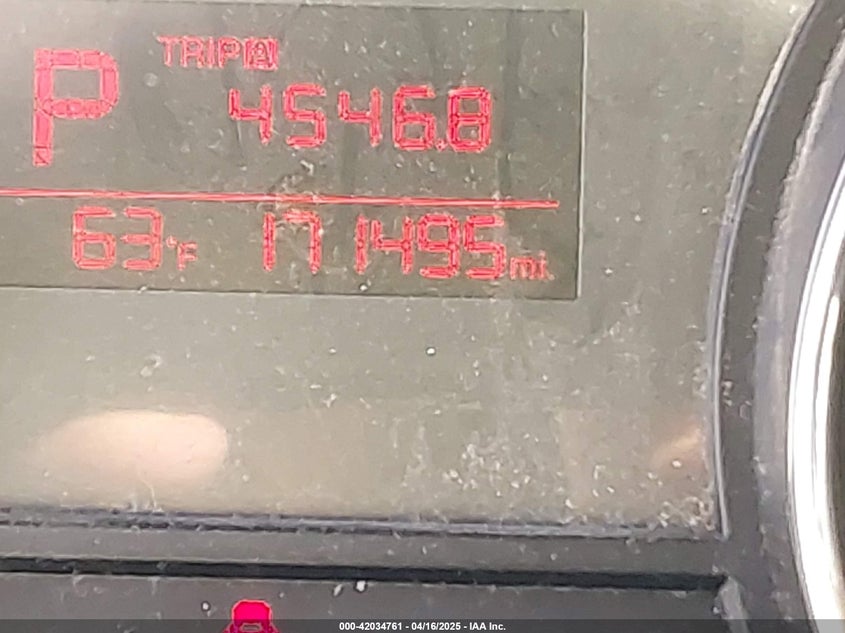 P TRIP A
4546.8
63°F 171495 mi.
000-42034761 - 04/16/2025 - IAA Inc.